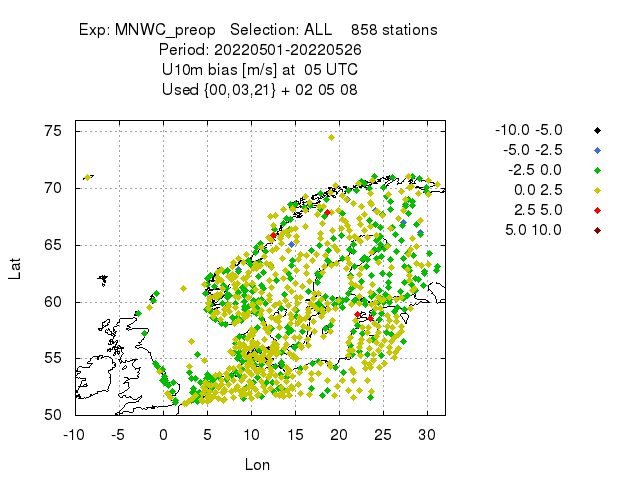 Exp: MNWC_preop   Selection: ALL    858 stations
Period: 20220501-20220526
U10m bias [m/s] at  05 UTC
Used {00,03,21} + 02 05 08
-10.0 -5.0
-5.0 -2.5
-2.5 0.0
0.0 2.5
2.5 5.0
5.0 10.0
Lat
75
70
65
60
55
50
-10 -5 0 5 10 15 20 25 30
Lon